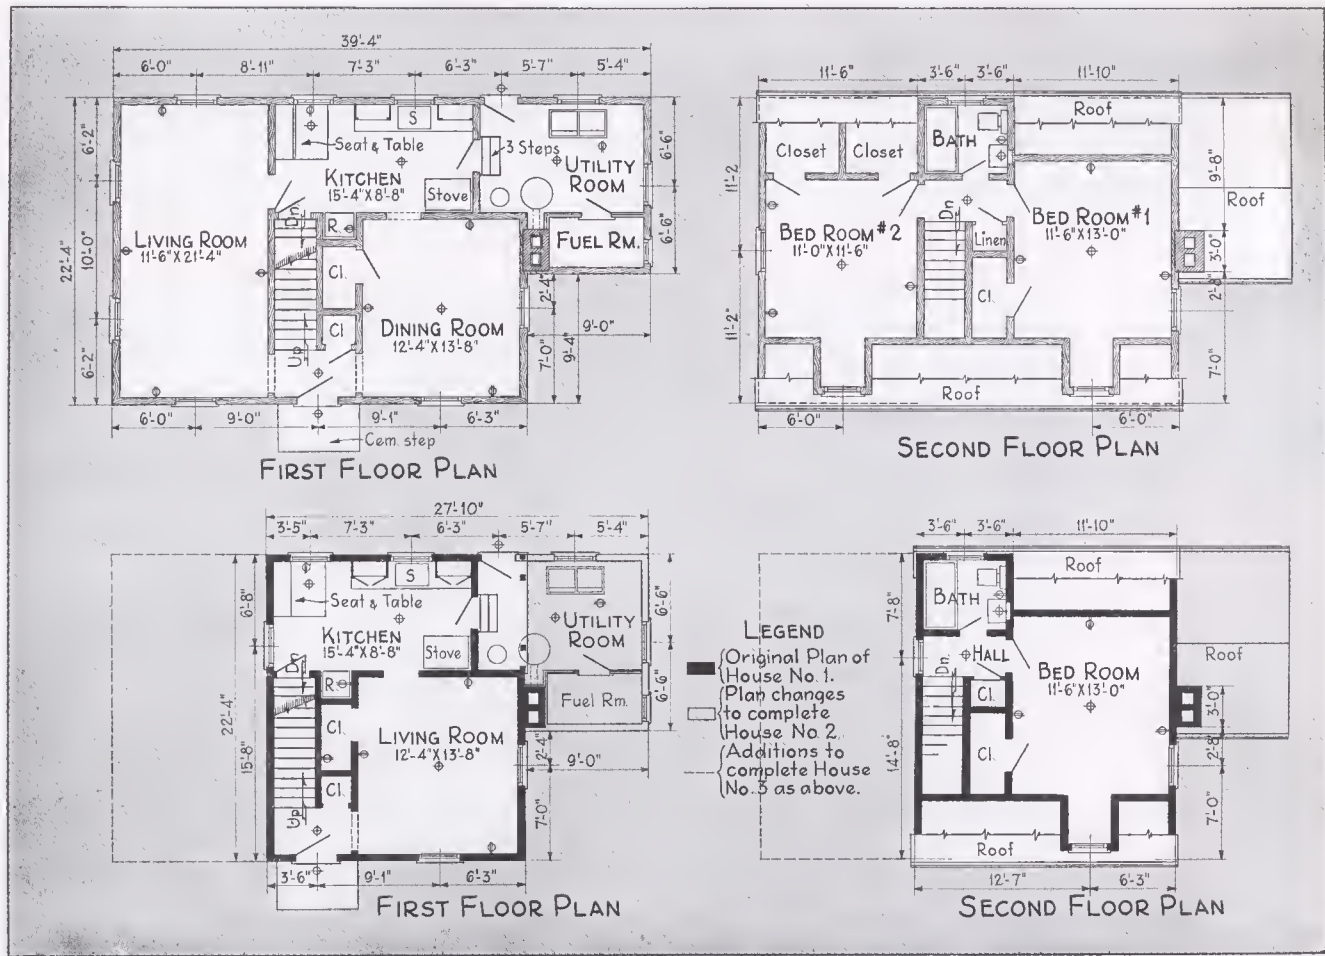 39'-4"
6'-0" 8'-11" 7'-3" 6'-3" 5'-7" 5'-4"
22'-4"
6'-2"
10'-0"
6'-2"
S
Seat & Table
3 Steps
KITCHEN
15'-4"X8'-8"
Stove
UTILITY
ROOM
6'-6"
6'-6"
LIVING ROOM
11'-6"X21'-4"
Dn.
R.
Cl.
Cl.
Up
FUEL RM.
DINING ROOM
12'-4"X13'-8"
2'-4"
9'-0"
7'-0"
9'-4"
6'-0" 9'-0" 9'-1" 6'-3"
Cem. step
FIRST FLOOR PLAN
11'-6" 3'-6" 3'-6" 11'-10"
Roof
BATH
Closet Closet
11'-2"
11'-2"
9'-8"
Roof
Dn.
BED ROOM #2
11'-0"X11'-6"
BED ROOM #1
11'-6"X13'-0"
Linen
Cl.
3'-0"
2'-8"
7'-0"
Roof
6'-0" 6'-0"
SECOND FLOOR PLAN
27'-10"
3'-5" 7'-3" 6'-3" 5'-7" 5'-4"
22'-4"
6'-8"
15'-8"
S
Seat & Table
KITCHEN
15'-4"X8'-8"
Stove
UTILITY
ROOM
6'-6"
6'-6"
Dn.
R.
Fuel Rm.
Cl.
Cl.
Up
LIVING ROOM
12'-4"X13'-8"
2'-4"
9'-0"
7'-0"
3'-6" 9'-1" 6'-3"
FIRST FLOOR PLAN
LEGEND
Original Plan of
House No. 1.
Plan changes
to complete
House No. 2
Additions to
complete House
No. 3 as above.
3'-6" 3'-6" 11'-10"
Roof
7'-8"
14'-8"
BATH
HALL
Dn.
Cl.
Cl.
BED ROOM
11'-6"X13'-0"
Roof
3'-0"
2'-8"
7'-0"
Roof
12'-7" 6'-3"
SECOND FLOOR PLAN